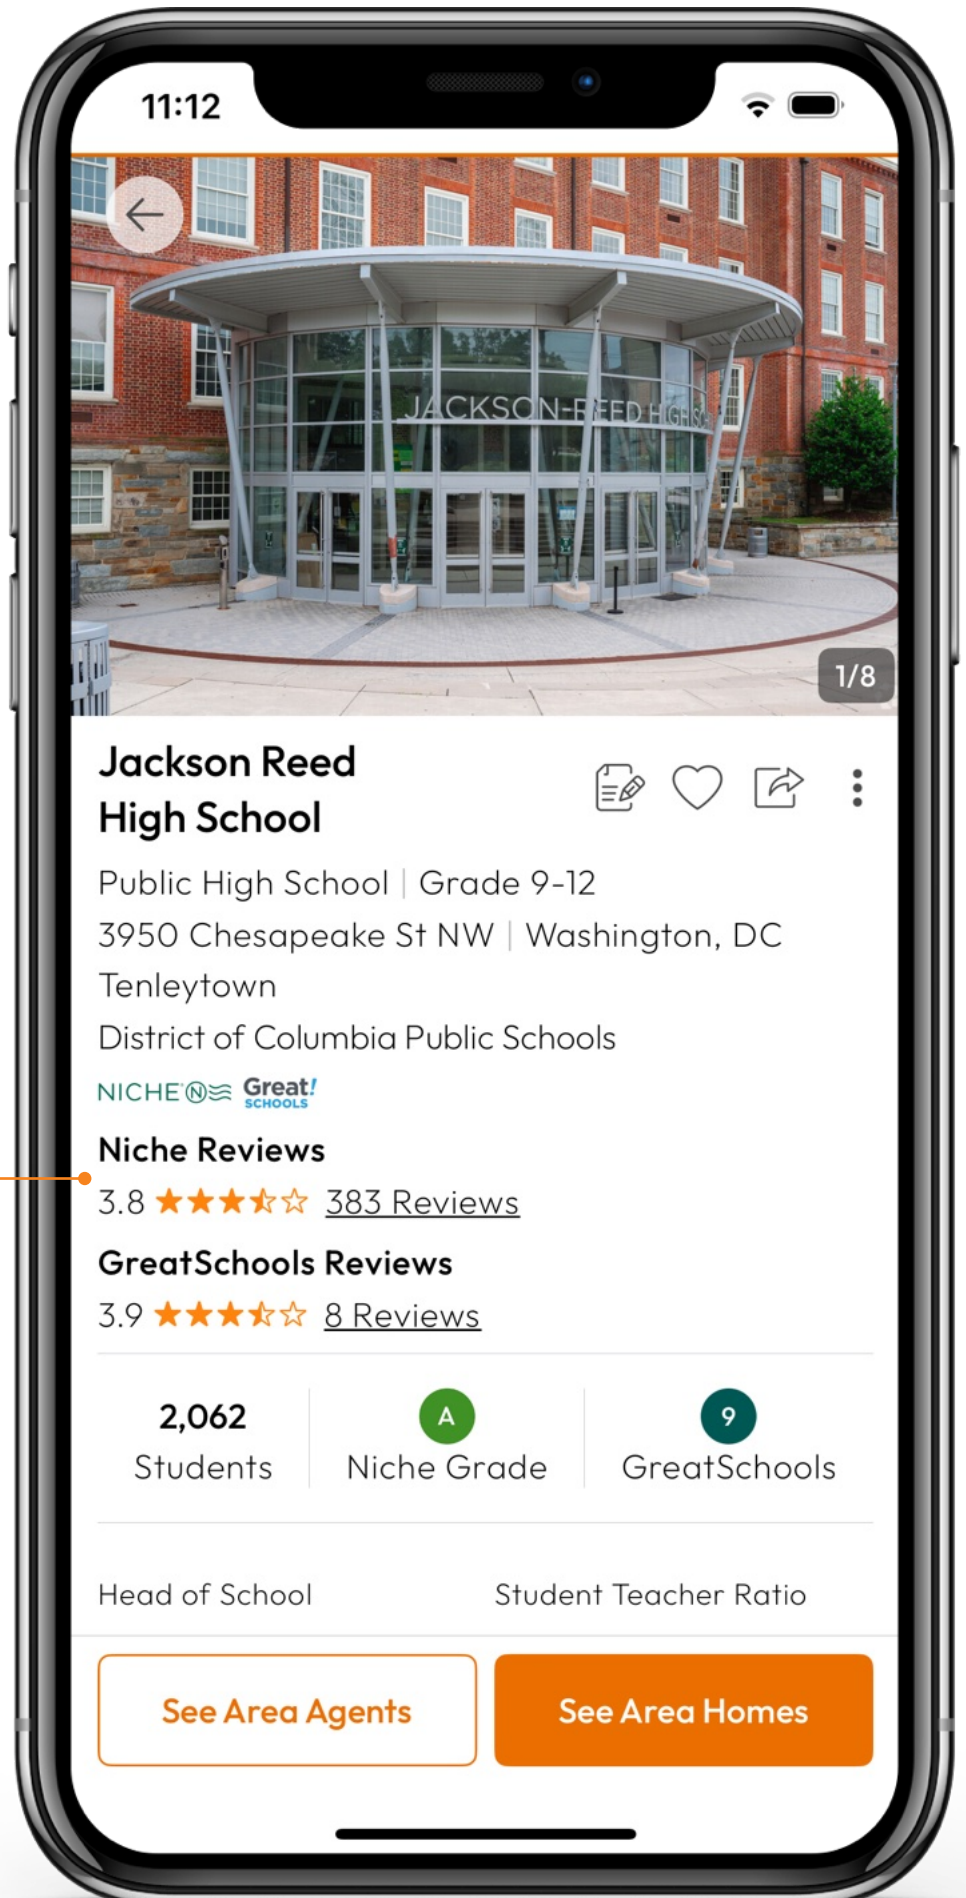 11:12
JACKSON-REED HIGH SC
1/8
Jackson Reed
High School
Public High School | Grade 9-12
3950 Chesapeake St NW | Washington, DC
Tenleytown
District of Columbia Public Schools
NICHE N Great! SCHOOLS
Niche Reviews
3.8 383 Reviews
GreatSchools Reviews
3.9 8 Reviews
2,062 A 9
Students Niche Grade GreatSchools
Head of School Student Teacher Ratio
See Area Agents See Area Homes